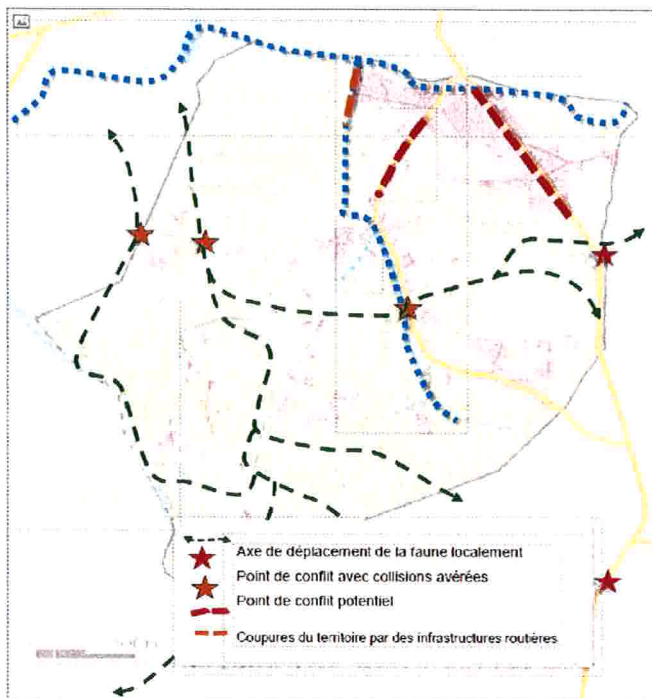 Axe de déplacement de la faune localement
Point de conflit avec collisions avérées
Point de conflit potentiel
Coupures du territoire par des infrastructures routières